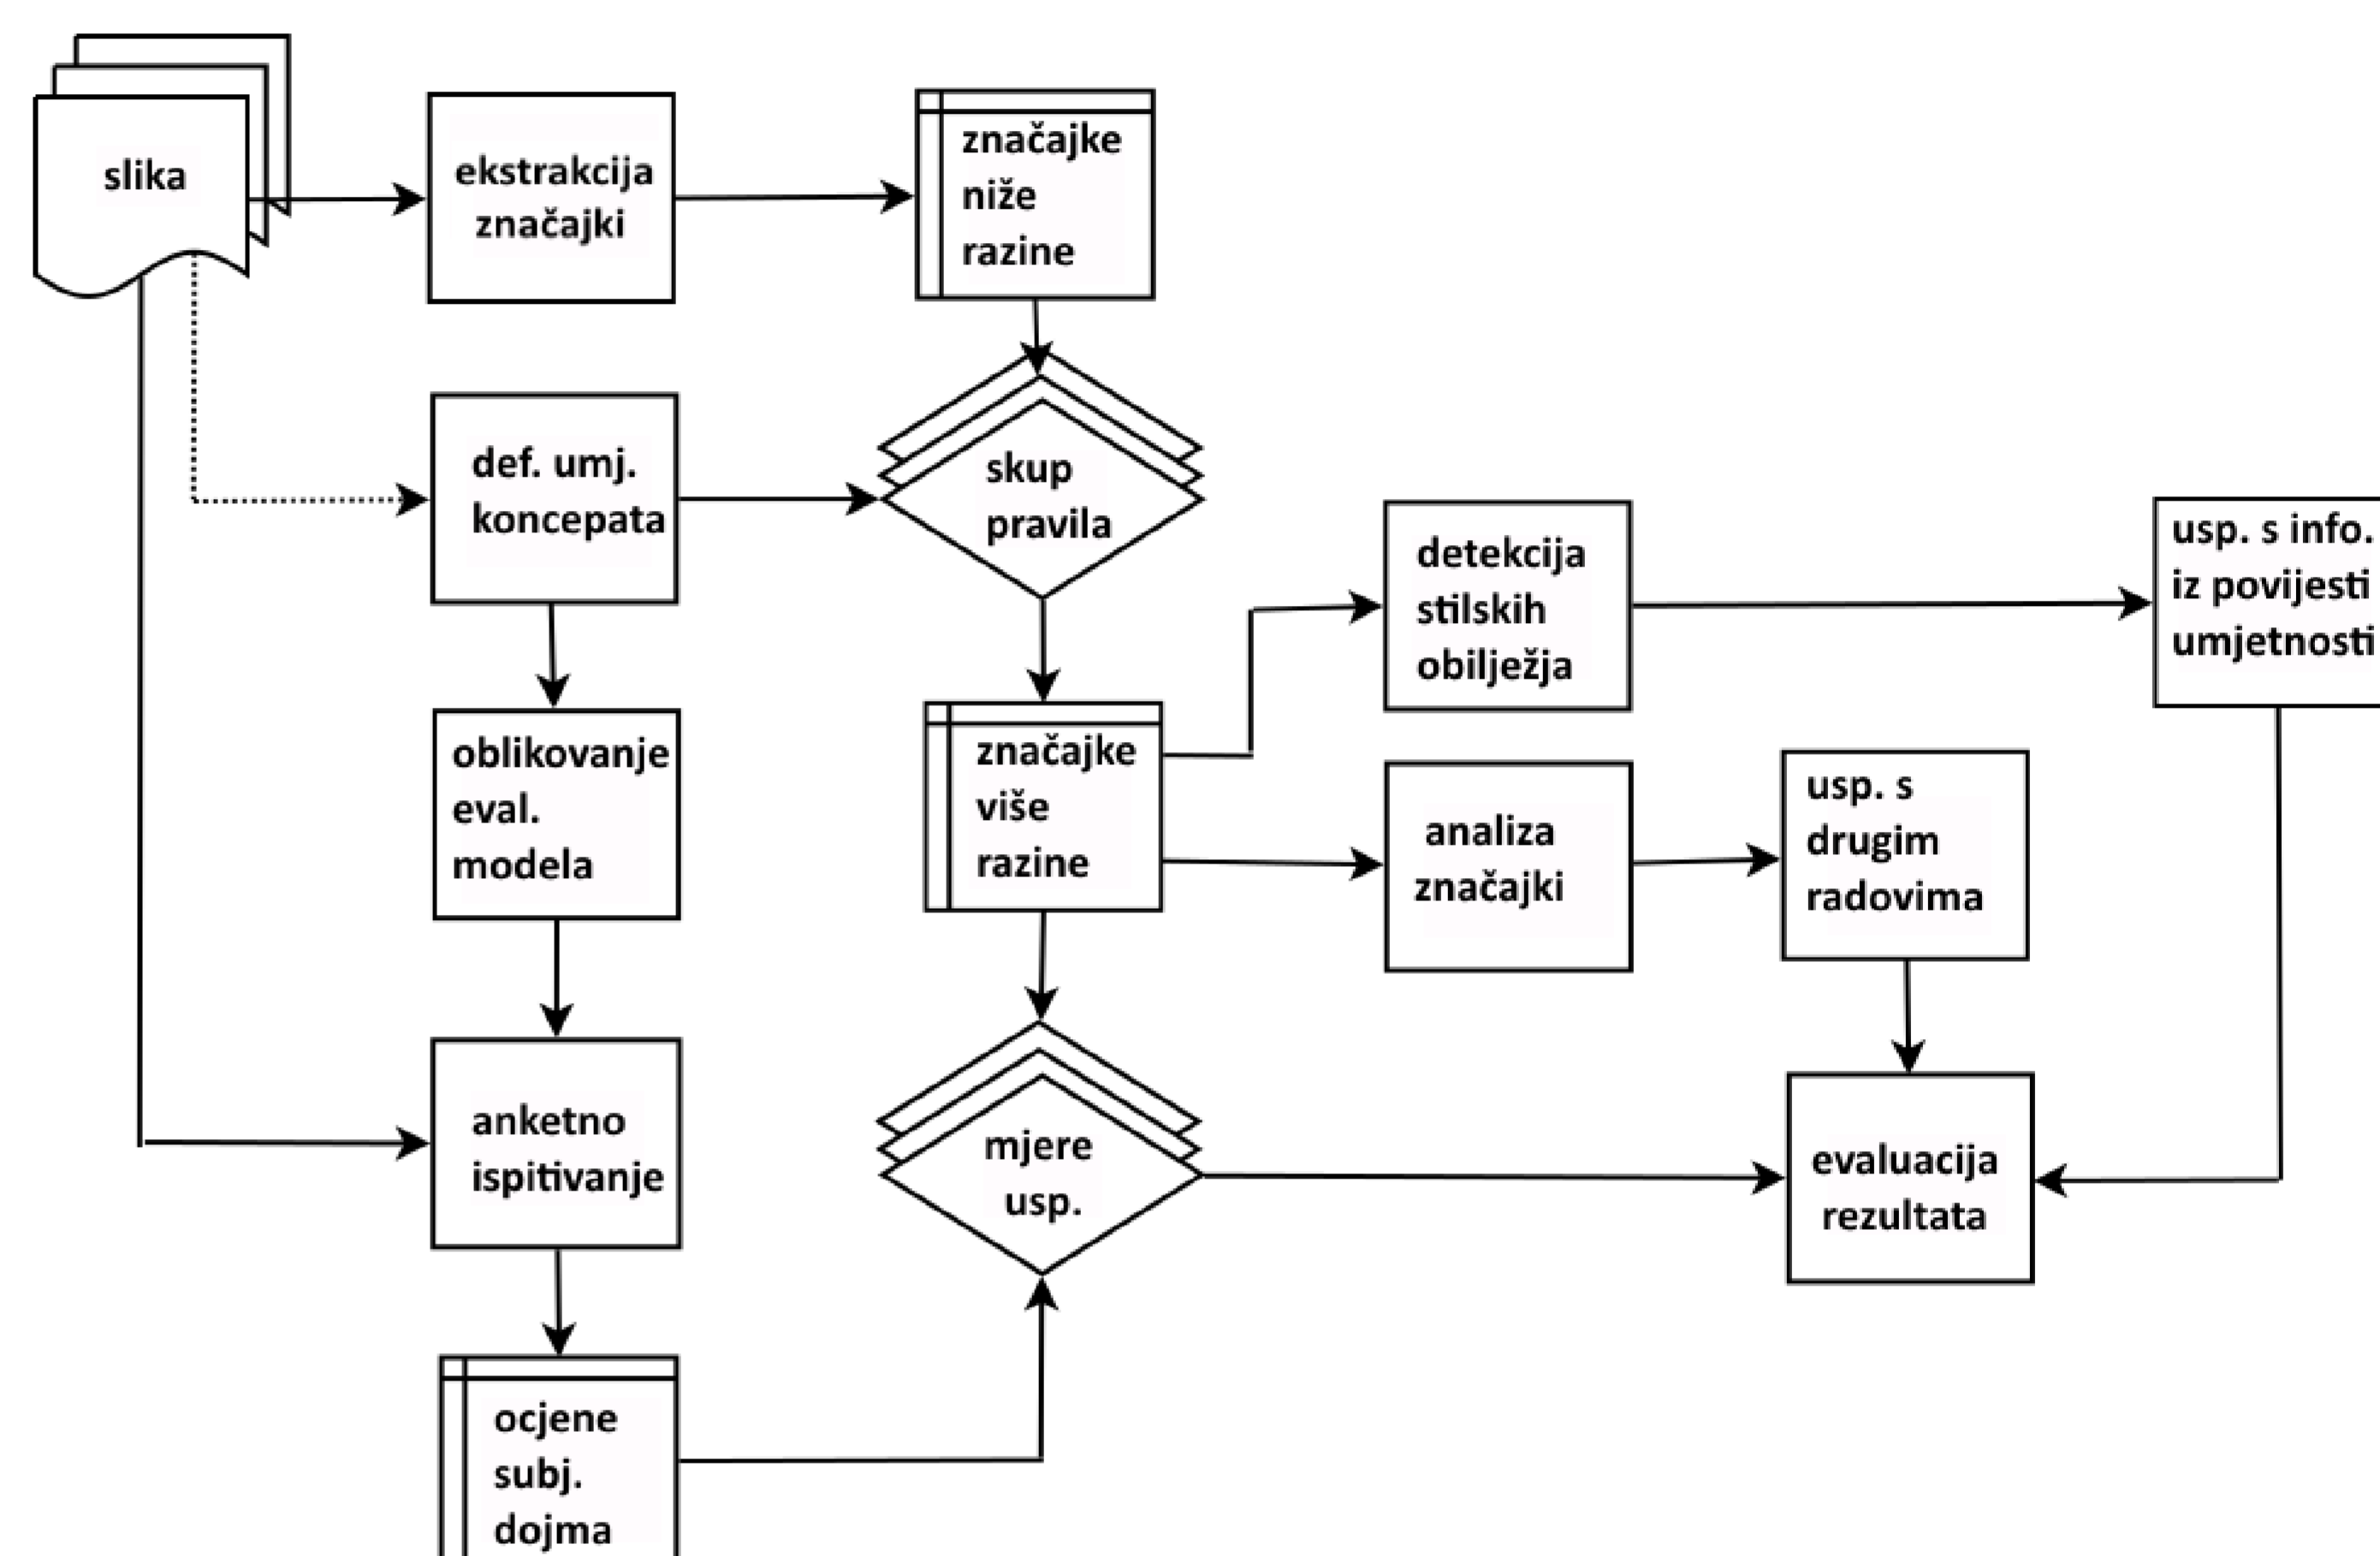 slika
ekstrakcija
značajki
značajke
niže
razine
def. umj.
koncepata
skup
pravila
detekcija
stilskih
obilježja
usp. s info.
iz povijesti
umjetnosti
oblikovanje
eval.
modela
značajke
više
razine
analiza
značajki
usp. s
drugim
radovima
anketno
ispitivanje
mjere
usp.
evaluacija
rezultata
ocjene
subj.
dojma